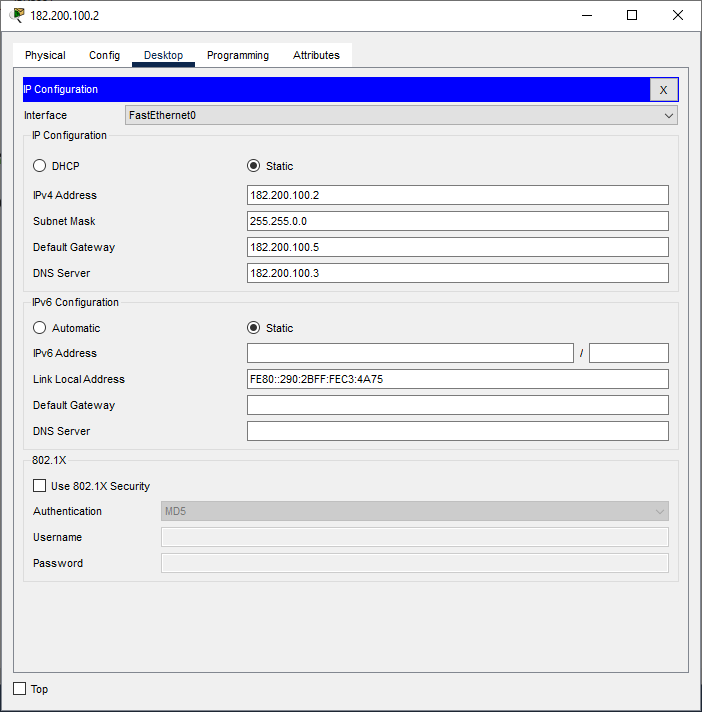 182.200.100.2
Physical Config Desktop Programming Attributes
IP Configuration X
Interface FastEthernet0
IP Configuration
DHCP Static
IPv4 Address 182.200.100.2
Subnet Mask 255.255.0.0
Default Gateway 182.200.100.5
DNS Server 182.200.100.3
IPv6 Configuration
Automatic Static
IPv6 Address /
Link Local Address FE80::290:2BFF:FEC3:4A75
Default Gateway
DNS Server
802.1X
Use 802.1X Security
Authentication MD5
Username
Password
Top